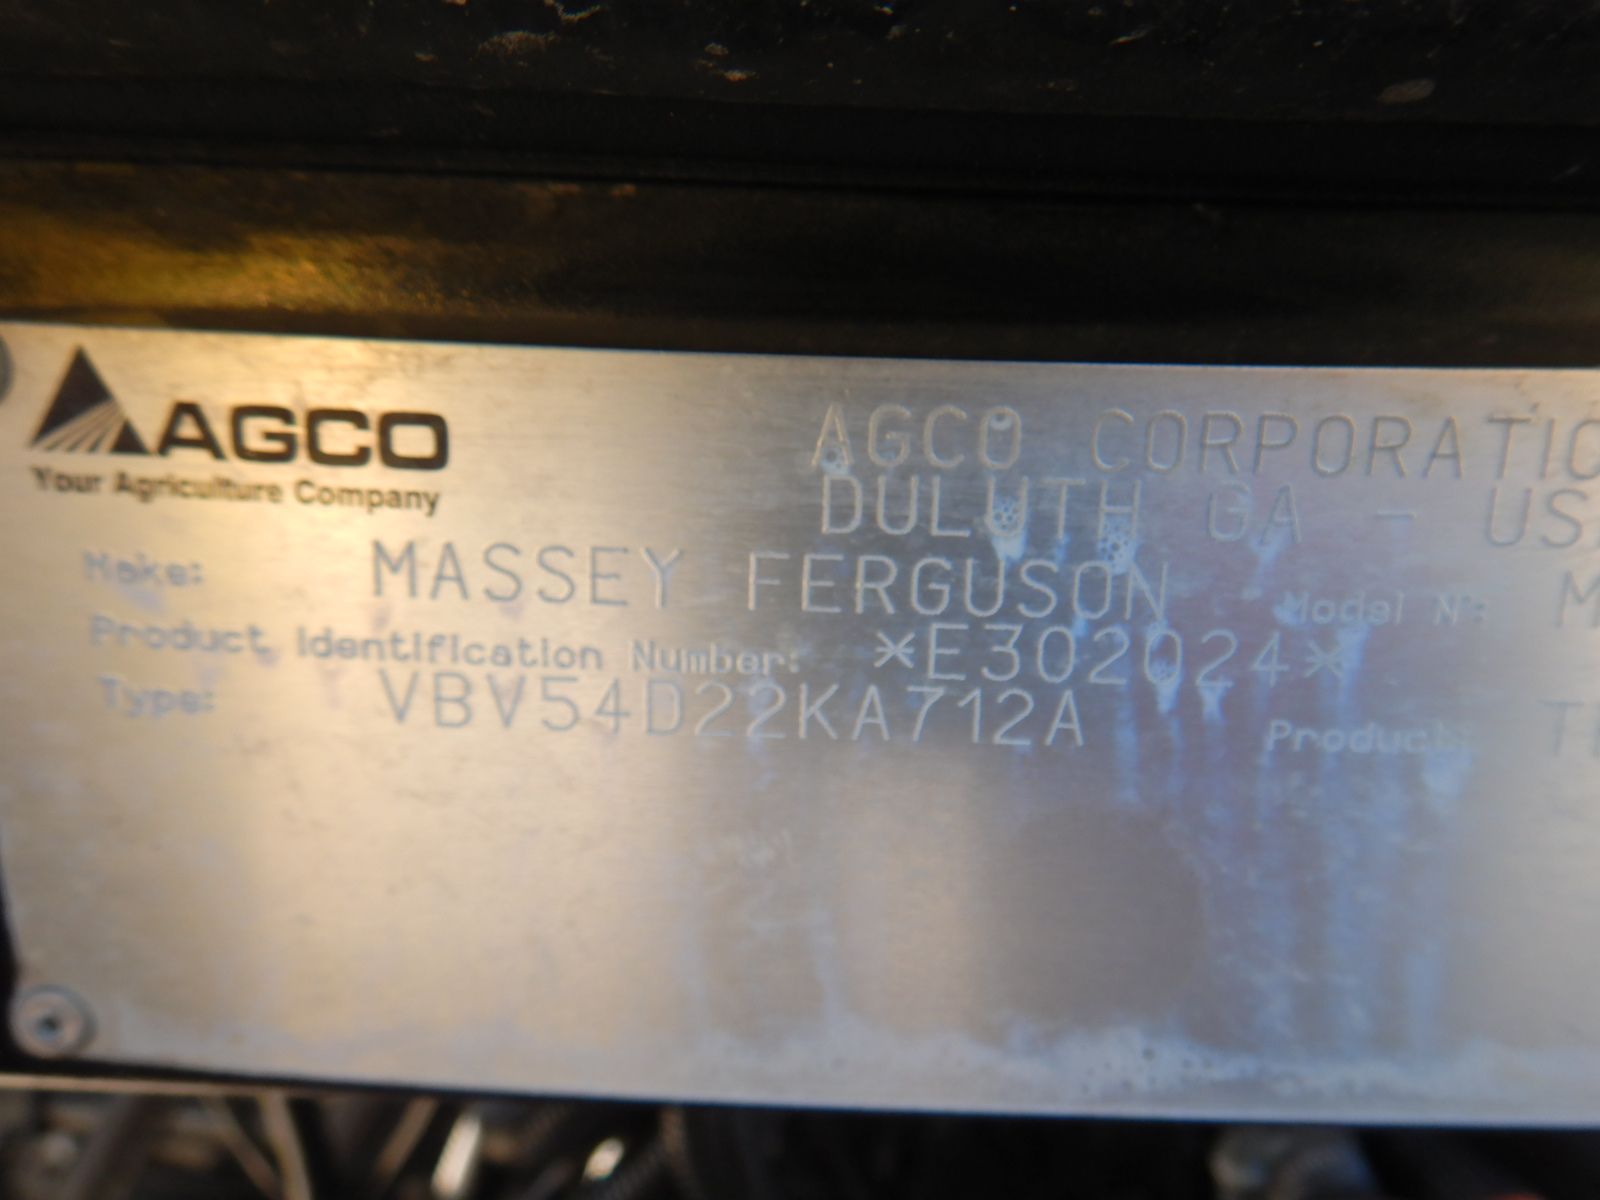 AGCO
Your Agriculture Company
AGCO CORPORATIO
DULUTH GA - US
Make: MASSEY FERGUSON Model N°: M
Product Identification Number: *E302024*
Type: VBV54D22KA712A Product: T